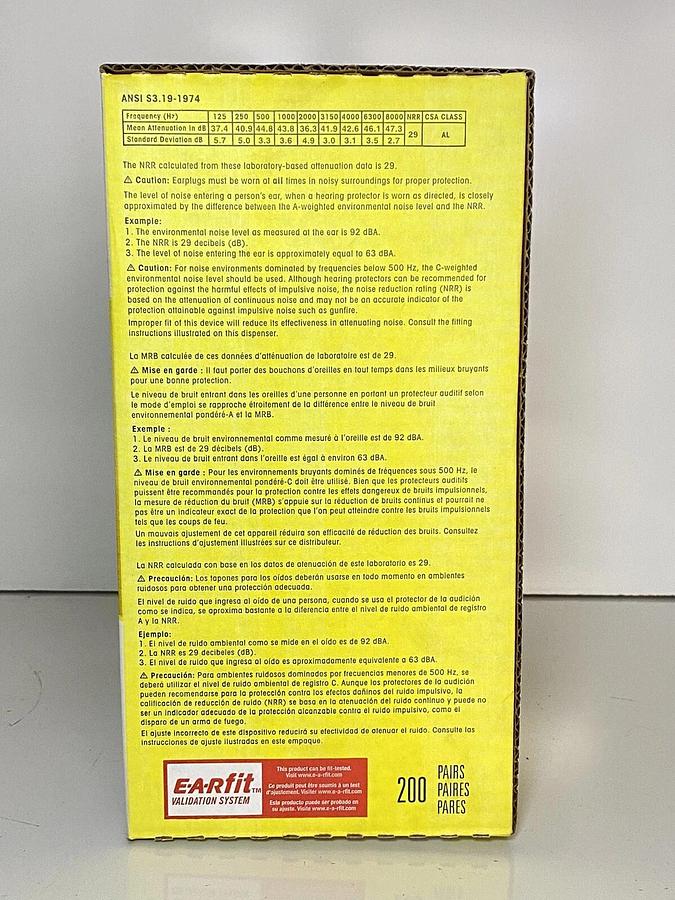 ANSI S3.19-1974
Frequency (Hz) 125 250 500 1000 2000 3150 4000 6300 8000 NRR CSA CLASS
Mean Attenuation in dB 37.4 40.9 44.8 43.8 36.3 41.9 42.6 46.1 47.3 29 AL
Standard Deviation dB 5.7 5.0 3.3 3.6 4.9 3.0 3.1 3.5 2.7
The NRR calculated from these laboratory-based attenuation data is 29.
⚠ Caution: Earplugs must be worn at all times in noisy surroundings for proper protection.
The level of noise entering a person's ear, when a hearing protector is worn as directed, is closely
approximated by the difference between the A-weighted environmental noise level and the NRR.
Example:
1. The environmental noise level as measured at the ear is 92 dBA.
2. The NRR is 29 decibels (dB).
3. The level of noise entering the ear is approximately equal to 63 dBA.
⚠ Caution: For noise environments dominated by frequencies below 500 Hz, the C-weighted
environmental noise level should be used. Although hearing protectors can be recommended for
protection against the harmful effects of impulsive noise, the noise reduction rating (NRR) is
based on the attenuation of continuous noise and may not be an accurate indicator of the
protection attainable against impulsive noise such as gunfire.
Improper fit of this device will reduce its effectiveness in attenuating noise. Consult the fitting
instructions illustrated on this dispenser.
La MRB calculée de ces données d'atténuation de laboratoire est de 29.
⚠ Mise en garde : Il faut porter des bouchons d'oreilles en tout temps dans les milieux bruyants
pour une bonne protection.
Le niveau de bruit entrant dans les oreilles d'une personne en portant un protecteur auditif selon
le mode d'emploi se rapproche étroitement de la différence entre le niveau de bruit
environnemental pondéré-A et la MRB.
Exemple :
1. Le niveau de bruit environnemental comme mesuré à l'oreille est de 92 dBA.
2. La MRB est de 29 décibels (dB).
3. Le niveau de bruit entrant dans l'oreille est égal à environ 63 dBA.
⚠ Mise en garde : Pour les environnements bruyants dominés de fréquences sous 500 Hz, le
niveau de bruit environnemental pondéré-C doit être utilisé. Bien que les protecteurs auditifs
puissent être recommandés pour la protection contre les effets dangereux de bruits impulsionnels,
la mesure de réduction du bruit (MRB) s'appuie sur la réduction de bruits continus et pourrait ne
pas être un indicateur exact de la protection que l'on peut atteindre contre les bruits impulsionnels
tels que les coups de feu.
Un mauvais ajustement de cet appareil réduira son efficacité de réduction des bruits. Consultez
les instructions d'ajustement illustrées sur ce distributeur.
La NRR calculada con base en los datos de atenuación de este laboratorio es 29.
⚠ Precaución: Los tapones para los oídos deberán usarse en todo momento en ambientes
ruidosos para obtener una protección adecuada.
El nivel de ruido que ingresa al oído de una persona, cuando se usa el protector de la audición
como se indica, se aproxima bastante a la diferencia entre el nivel de ruido ambiental de registro
A y la NRR.
Ejemplo:
1. El nivel de ruido ambiental como se mide en el oído es de 92 dBA.
2. La NRR es 29 decibeles (dB).
3. El nivel de ruido que ingresa al oído es aproximadamente equivalente a 63 dBA.
⚠ Precaución: Para ambientes ruidosos dominados por frecuencias menores de 500 Hz, se
deberá utilizar el nivel de ruido ambiental de registro C. Aunque los protectores de la audición
pueden recomendarse para la protección contra los efectos dañinos del ruido impulsivo, la
calificación de reducción de ruido (NRR) se basa en la atenuación del ruido continuo y puede no
ser un indicador adecuado de la protección alcanzable contra el ruido impulsivo, como el
disparo de un arma de fuego.
El ajuste incorrecto de este dispositivo reducirá su efectividad de atenuar el ruido. Consulte las
instrucciones de ajuste ilustradas en este empaque.
E·A·Rfit™
VALIDATION SYSTEM
This product can be fit-tested.
Visit www.e-a-rfit.com
Ce produit peut être soumis à un test
d'ajustement. Visiter www.e-a-rfit.com
Este producto puede ser probado en
su ajuste. Visite www.e-a-rfit.com
200 PAIRS
PAIRES
PARES